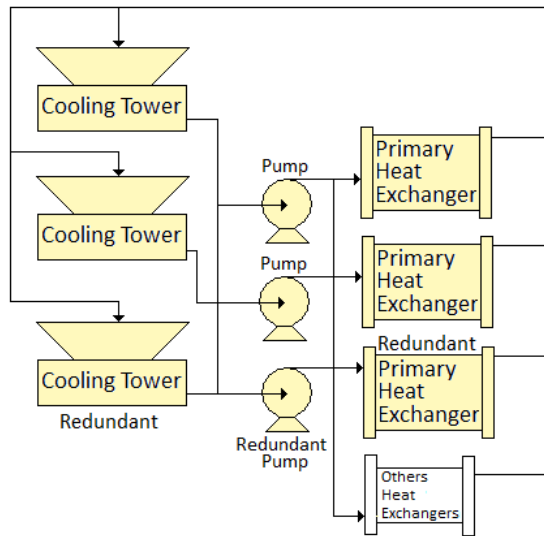 Cooling Tower
Cooling Tower
Cooling Tower
Redundant
Pump
Pump
Redundant
Pump
Primary
Heat
Exchanger
Primary
Heat
Exchanger
Redundant
Primary
Heat
Exchanger
Others
Heat
Exchangers